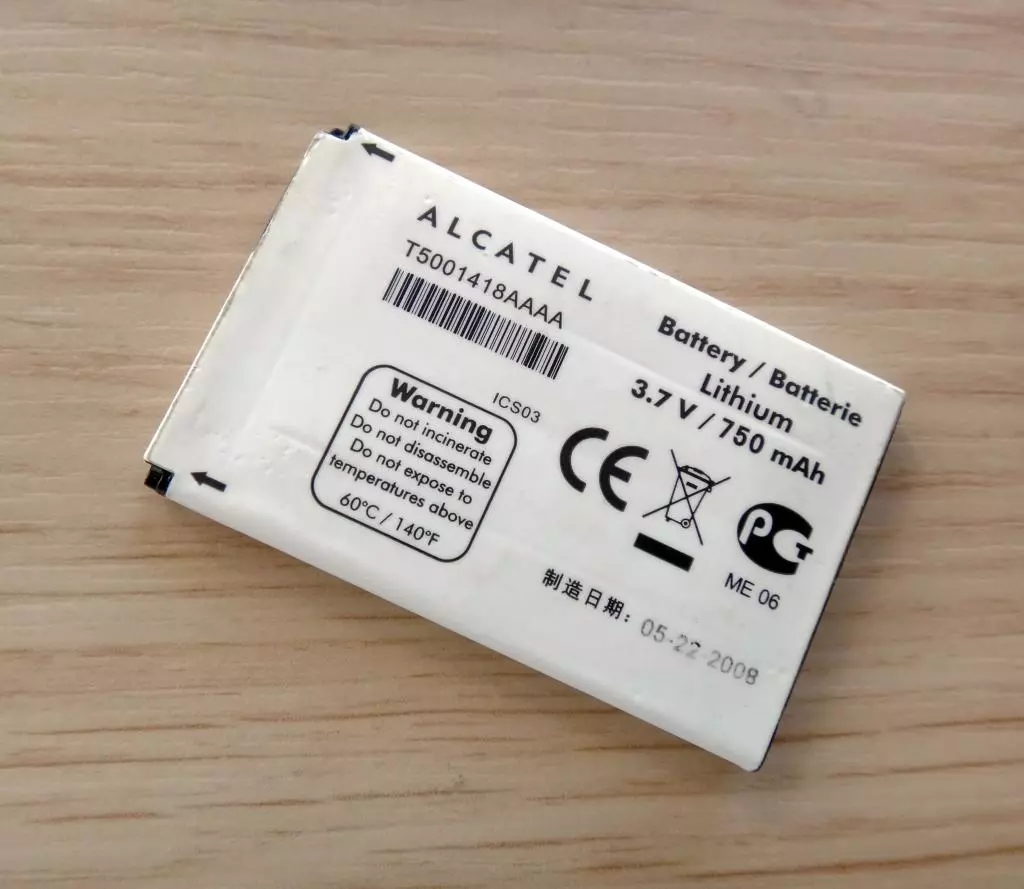 ALCATEL
T5001418AAAA
Battery / Batterie
Lithium
3.7 V / 750 mAh
ICS03
Warning
Do not incinerate
Do not disassemble
Do not expose to
temperatures above
60°C / 140°F
CE
РСТ
ME 06
制造日期: 05-22-2008